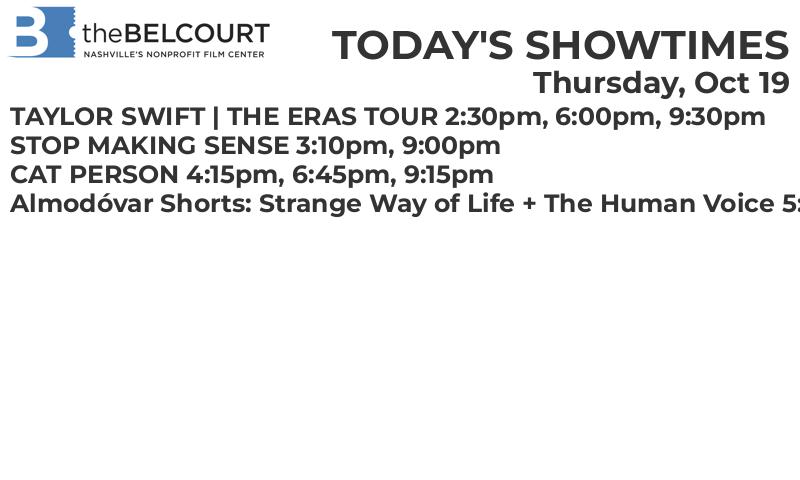 B theBELCOURT
NASHVILLE'S NONPROFIT FILM CENTER
TODAY'S SHOWTIMES
Thursday, Oct 19
TAYLOR SWIFT | THE ERAS TOUR 2:30pm, 6:00pm, 9:30pm
STOP MAKING SENSE 3:10pm, 9:00pm
CAT PERSON 4:15pm, 6:45pm, 9:15pm
Almodóvar Shorts: Strange Way of Life + The Human Voice 5: